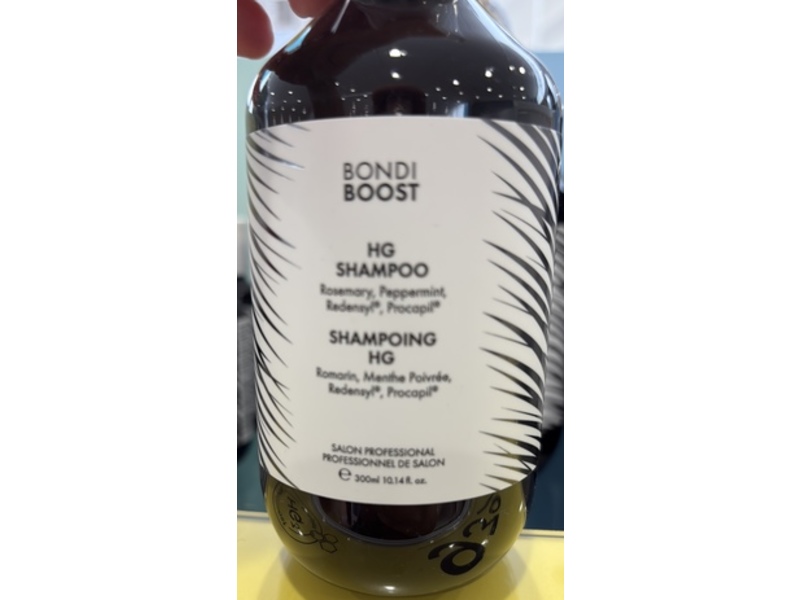 BONDI
BOOST
HG
SHAMPOO
Rosemary, Peppermint,
Redensyl®, Procapil®
SHAMPOING
HG
Romarin, Menthe Poivrée,
Redensyl®, Procapil®
SALON PROFESSIONAL
PROFESSIONNEL DE SALON
℮ 300ml 10.14 fl. oz.